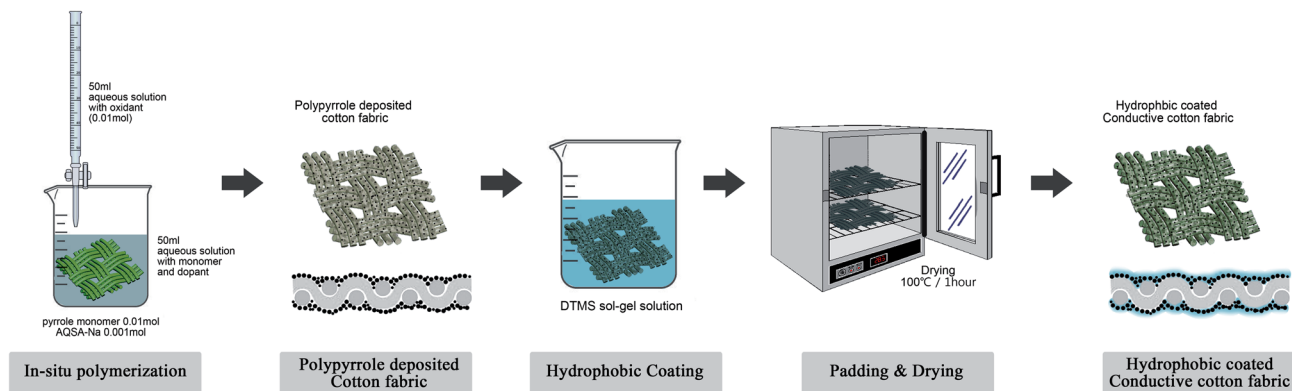 50ml
aqueous solution
with oxidant
(0.01mol)
50ml
aqueous solution
with monomer
and dopant
pyrrole monomer 0.01mol
AQSA-Na 0.001mol
In-situ polymerization
Polypyrrole deposited
cotton fabric
Polypyrrole deposited
Cotton fabric
DTMS sol-gel solution
Hydrophobic Coating
Drying
100℃ / 1hour
Padding & Drying
Hydrophbic coated
Conductive cotton fabric
Hydrophobic coated
Conductive cotton fabric